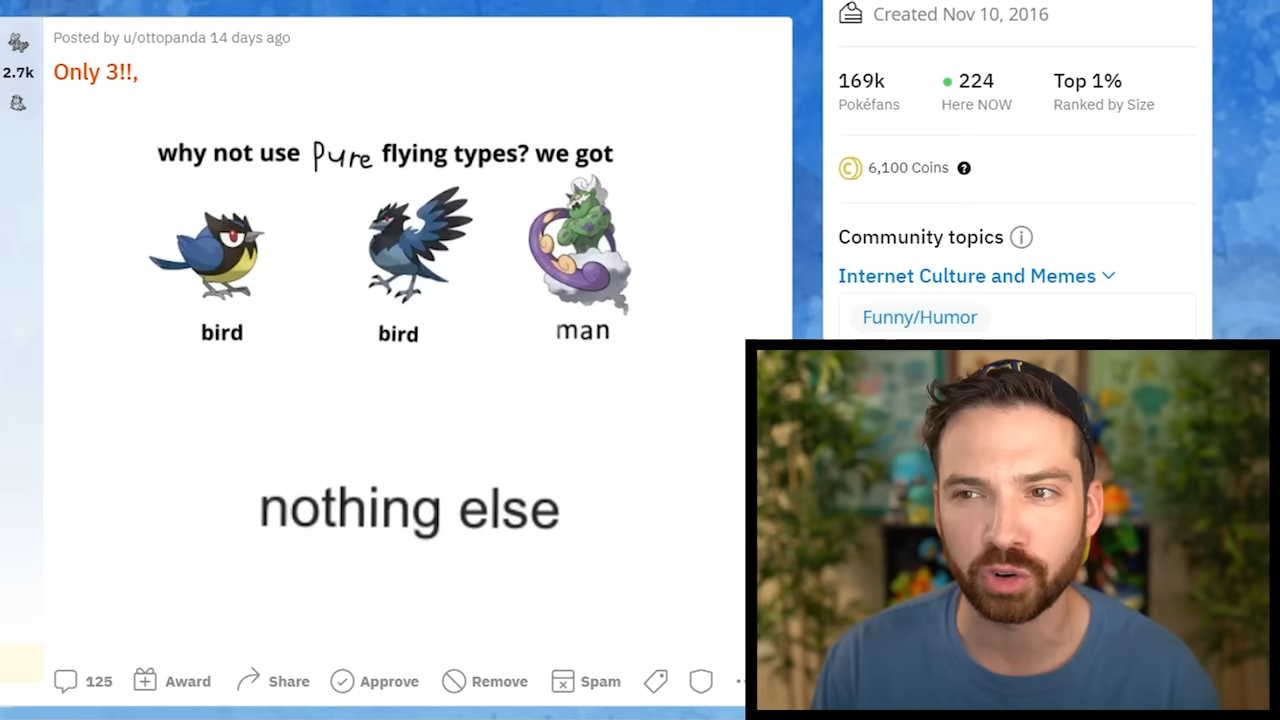 Posted by u/ottopanda 14 days ago
2.7k
Only 3!!,
why not use Pure flying types? we got
bird
bird
man
nothing else
125
Award
Share
Approve
Remove
Spam
Created Nov 10, 2016
169k
224
Top 1%
Pokéfans
Here NOW
Ranked by Size
6,100 Coins
Community topics
Internet Culture and Memes
Funny/Humor